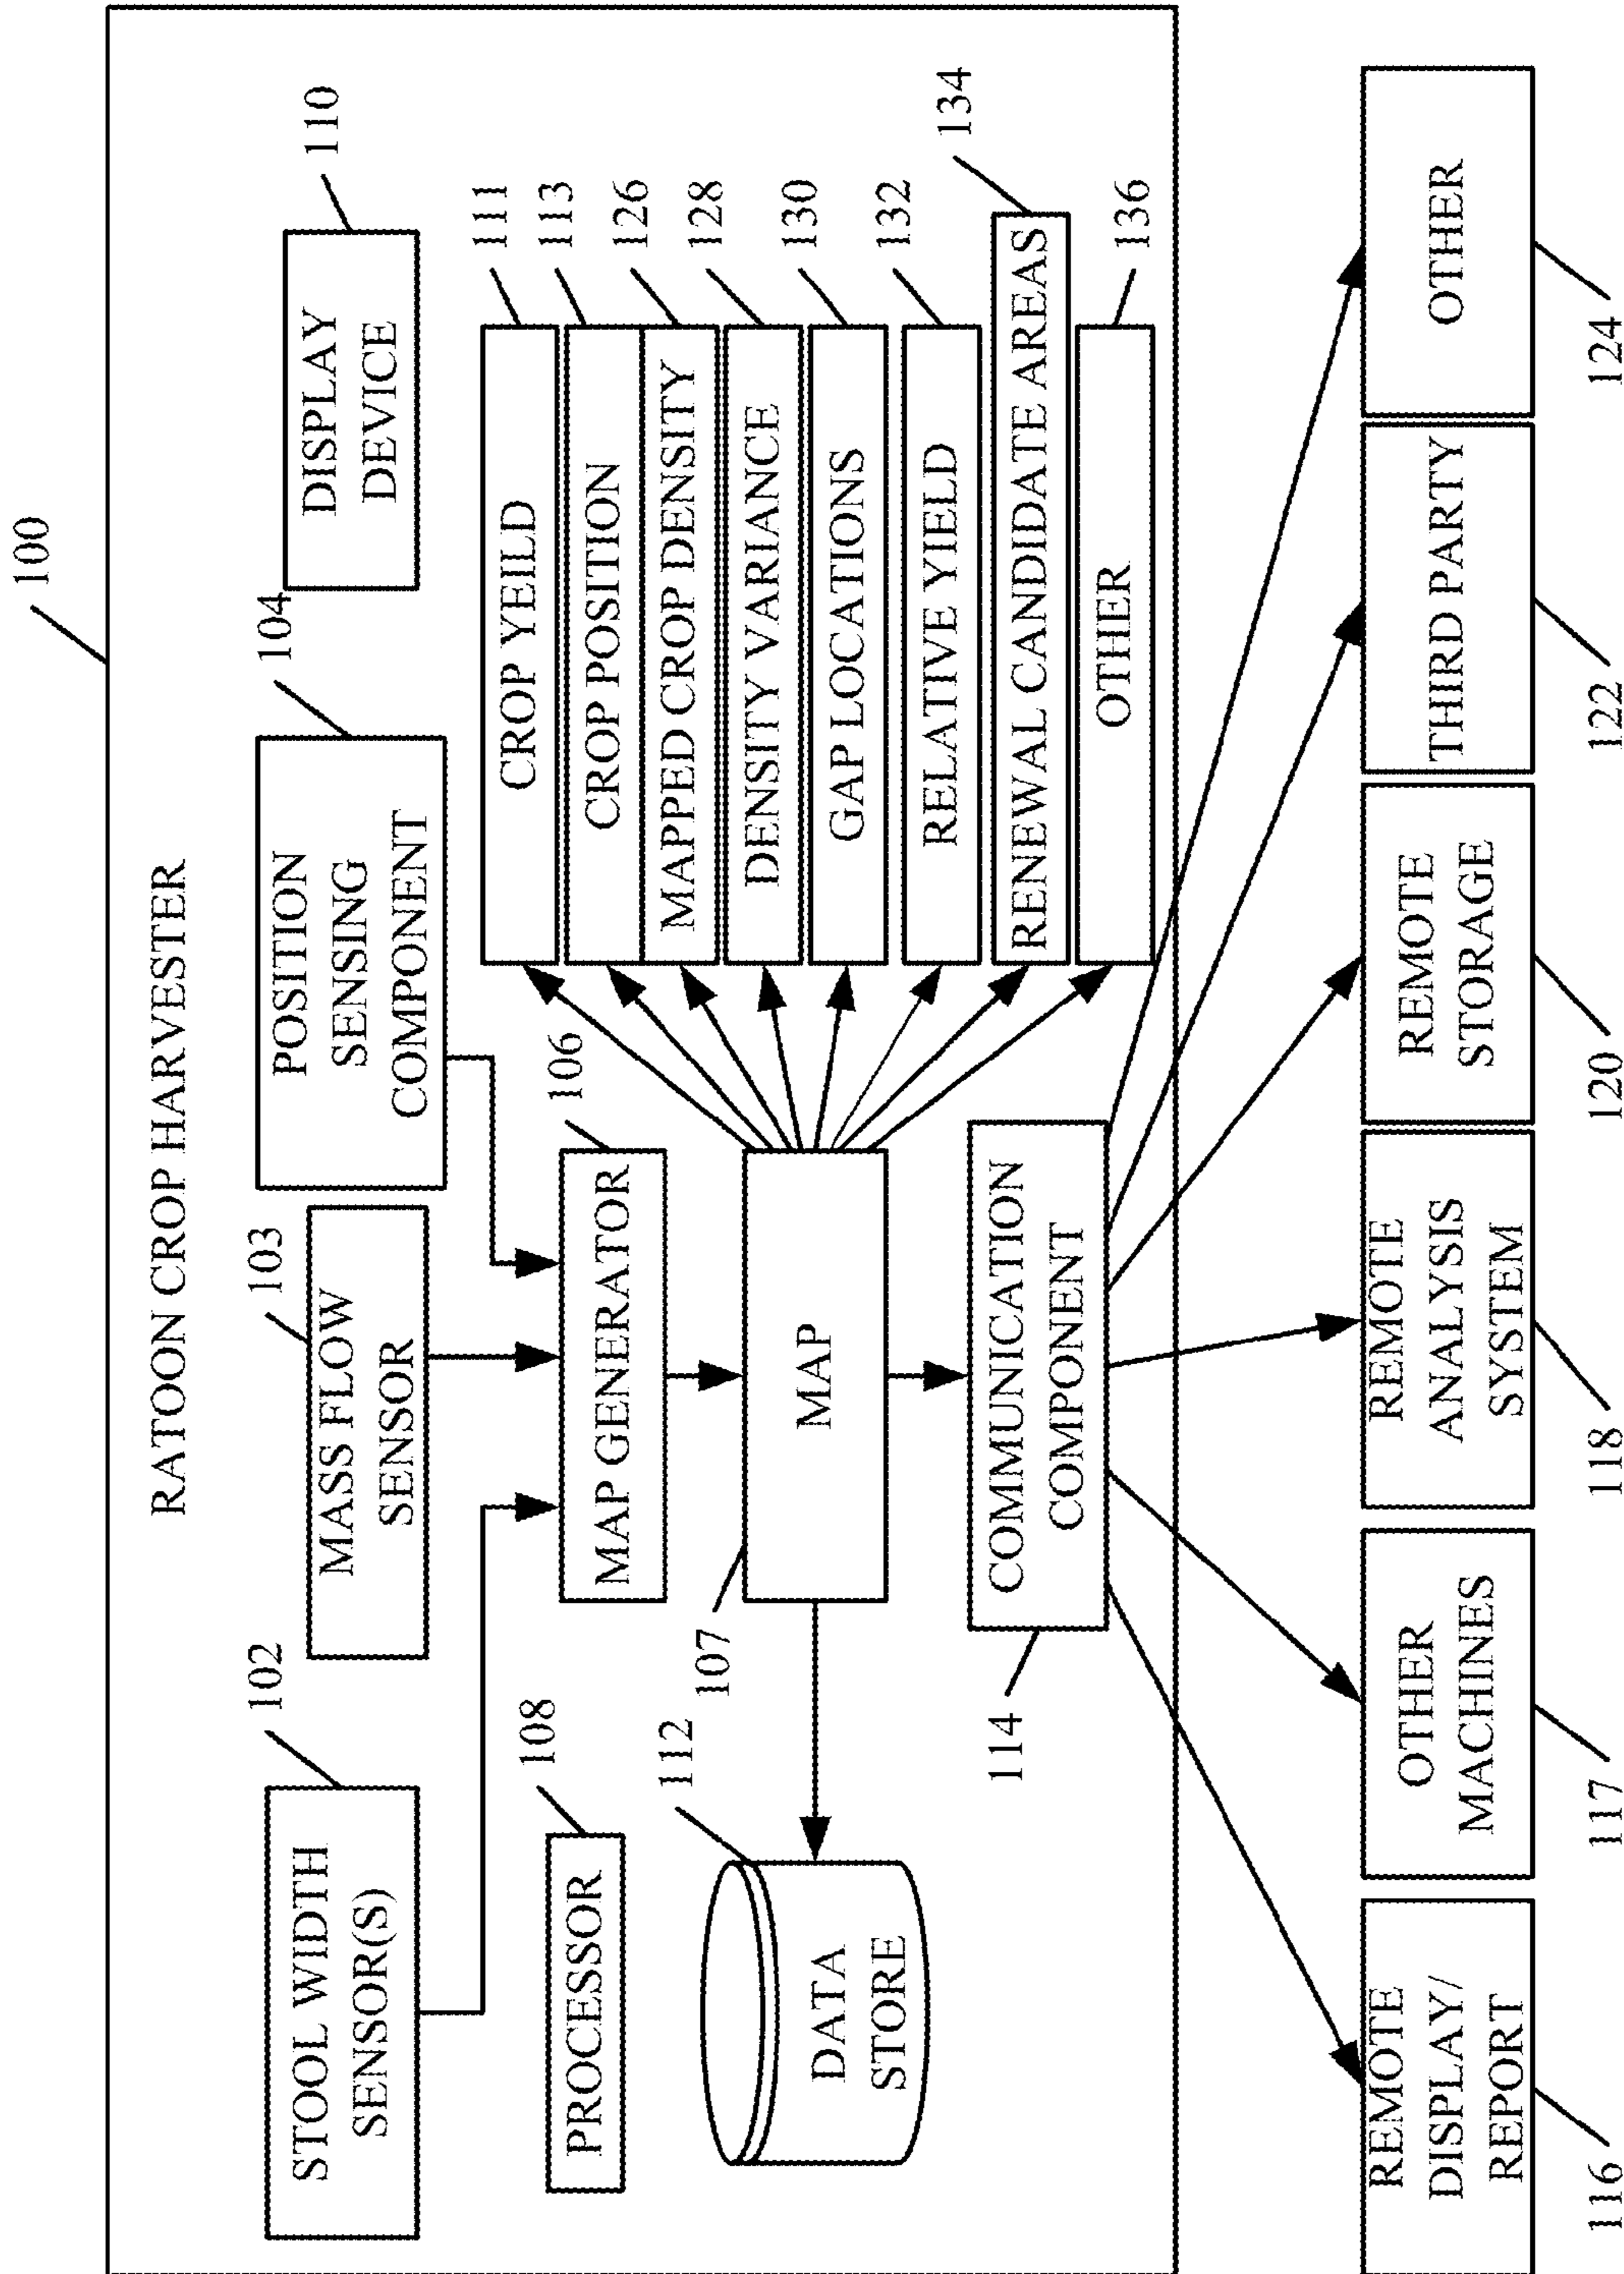 100
RATOON CROP HARVESTER
102
STOOL WIDTH
SENSOR(S)
103
MASS FLOW
SENSOR
104
POSITION
SENSING
COMPONENT
110
DISPLAY
DEVICE
108
PROCESSOR
106
MAP GENERATOR
112
DATA
STORE
107
MAP
CROP YEILD
111
CROP POSITION
113
MAPPED CROP DENSITY
126
DENSITY VARIANCE
128
GAP LOCATIONS
130
RELATIVE YIELD
132
RENEWAL CANDIDATE AREAS
134
OTHER
136
114
COMMUNICATION
COMPONENT
REMOTE
DISPLAY/
REPORT
116
OTHER
MACHINES
117
REMOTE
ANALYSIS
SYSTEM
118
REMOTE
STORAGE
120
THIRD PARTY
122
OTHER
124